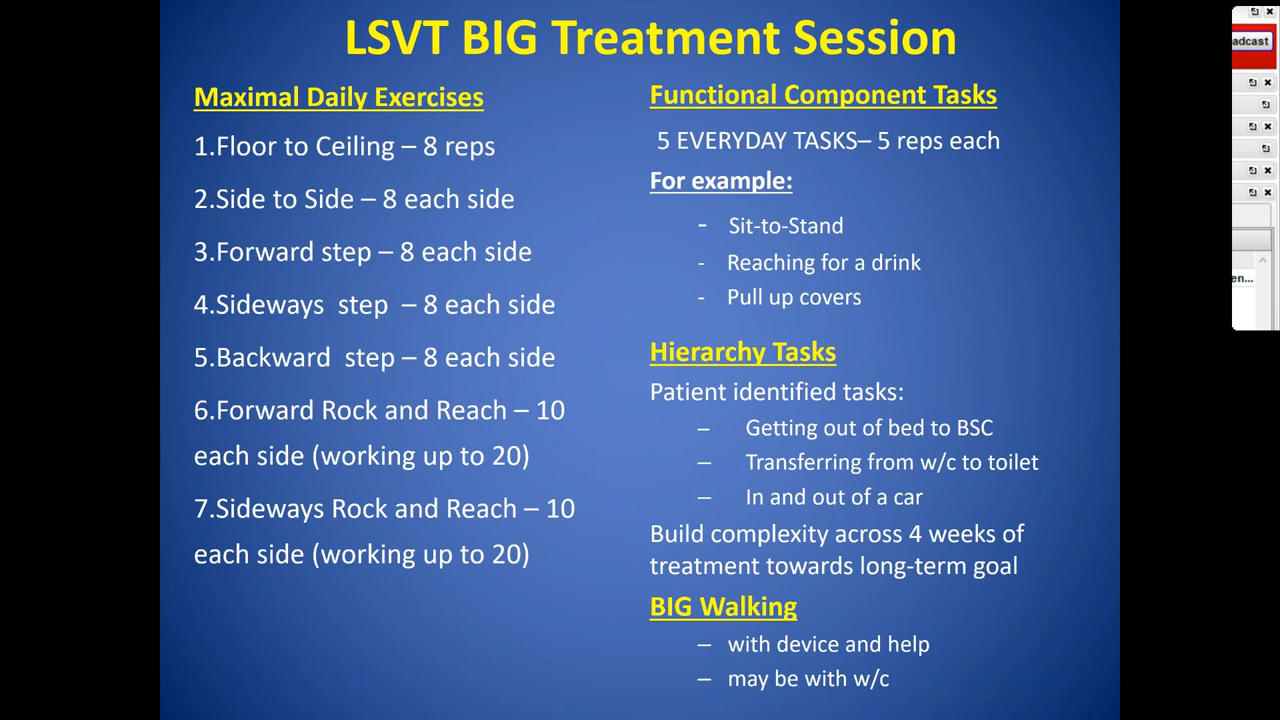 LSVT BIG Treatment Session
Maximal Daily Exercises
1.Floor to Ceiling – 8 reps
2.Side to Side – 8 each side
3.Forward step – 8 each side
4.Sideways  step  – 8 each side
5.Backward  step – 8 each side
6.Forward Rock and Reach – 10
each side (working up to 20)
7.Sideways Rock and Reach – 10
each side (working up to 20)
Functional Component Tasks
5 EVERYDAY TASKS– 5 reps each
For example:
- Sit-to-Stand
- Reaching for a drink
- Pull up covers
Hierarchy Tasks
Patient identified tasks:
– Getting out of bed to BSC
– Transferring from w/c to toilet
– In and out of a car
Build complexity across 4 weeks of
treatment towards long-term goal
BIG Walking
– with device and help
– may be with w/c
adcast
en...